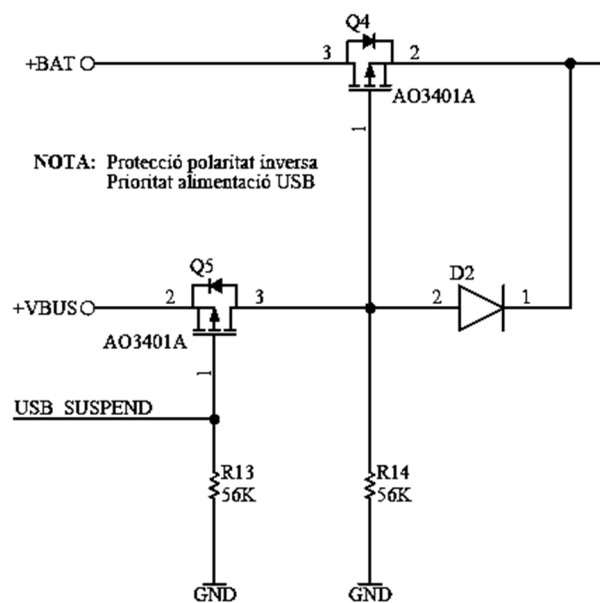 Q4
+BAT
3
2
AO3401A
1
NOTA: Protecció polaritat inversa
Prioritat alimentació USB
Q5
D2
+VBUS
2
3
2
1
AO3401A
1
USB_SUSPEND
R13
56K
R14
56K
GND
GND